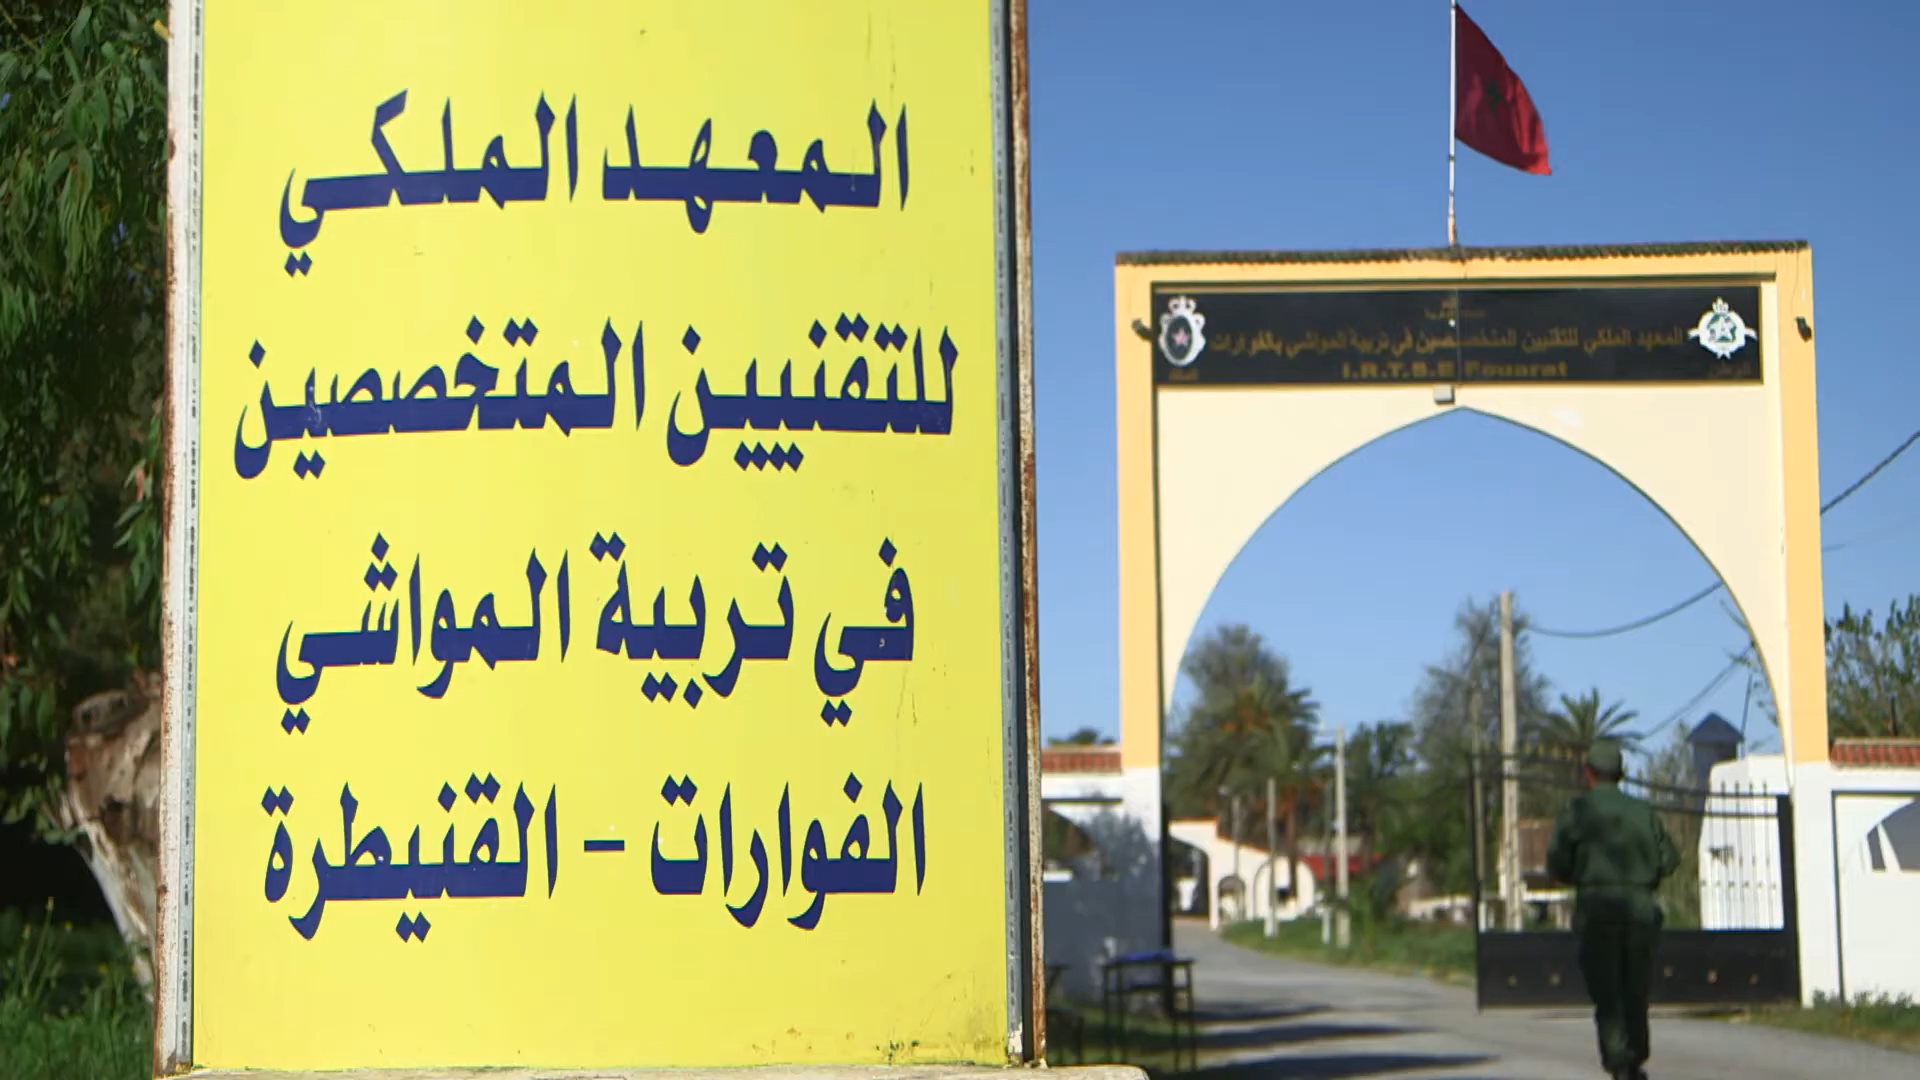 المعهد الملكي
للتقنيين المتخصصين
في تربية المواشي
الفوارات - القنيطرة
المعهد الملكي للتقنيين المتخصصين في تربية المواشي بالفوارات
I.R.T.S.E Fouarat